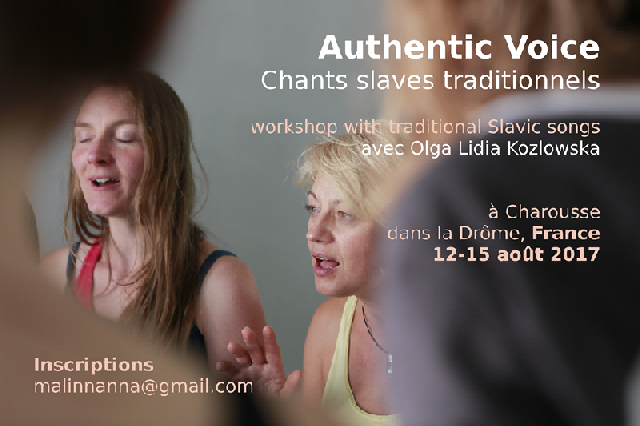 Authentic Voice
Chants slaves traditionnels
workshop with traditional Slavic songs
avec Olga Lidia Kozlowska
à Charousse
dans la Drôme, France
12-15 août 2017
Inscriptions
malinnanna@gmail.com